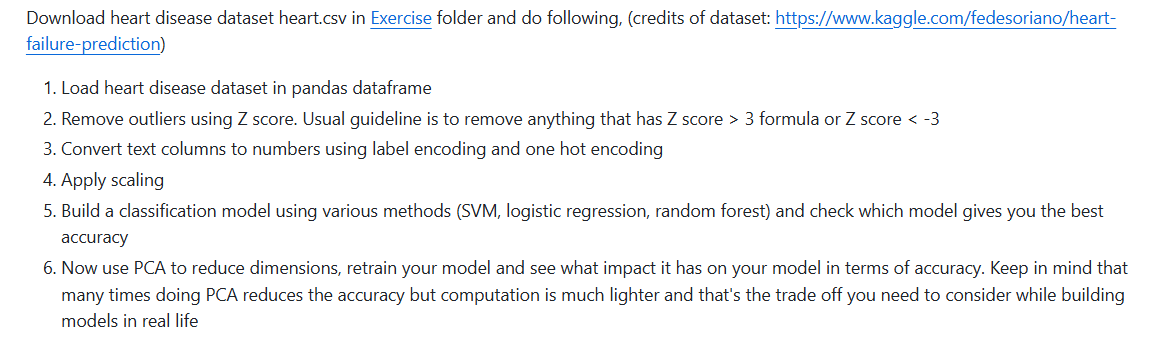 Download heart disease dataset heart.csv in Exercise folder and do following, (credits of dataset: https://www.kaggle.com/fedesoriano/heart-
failure-prediction)
1. Load heart disease dataset in pandas dataframe
2. Remove outliers using Z score. Usual guideline is to remove anything that has Z score > 3 formula or Z score < -3
3. Convert text columns to numbers using label encoding and one hot encoding
4. Apply scaling
5. Build a classification model using various methods (SVM, logistic regression, random forest) and check which model gives you the best
accuracy
6. Now use PCA to reduce dimensions, retrain your model and see what impact it has on your model in terms of accuracy. Keep in mind that
many times doing PCA reduces the accuracy but computation is much lighter and that's the trade off you need to consider while building
models in real life